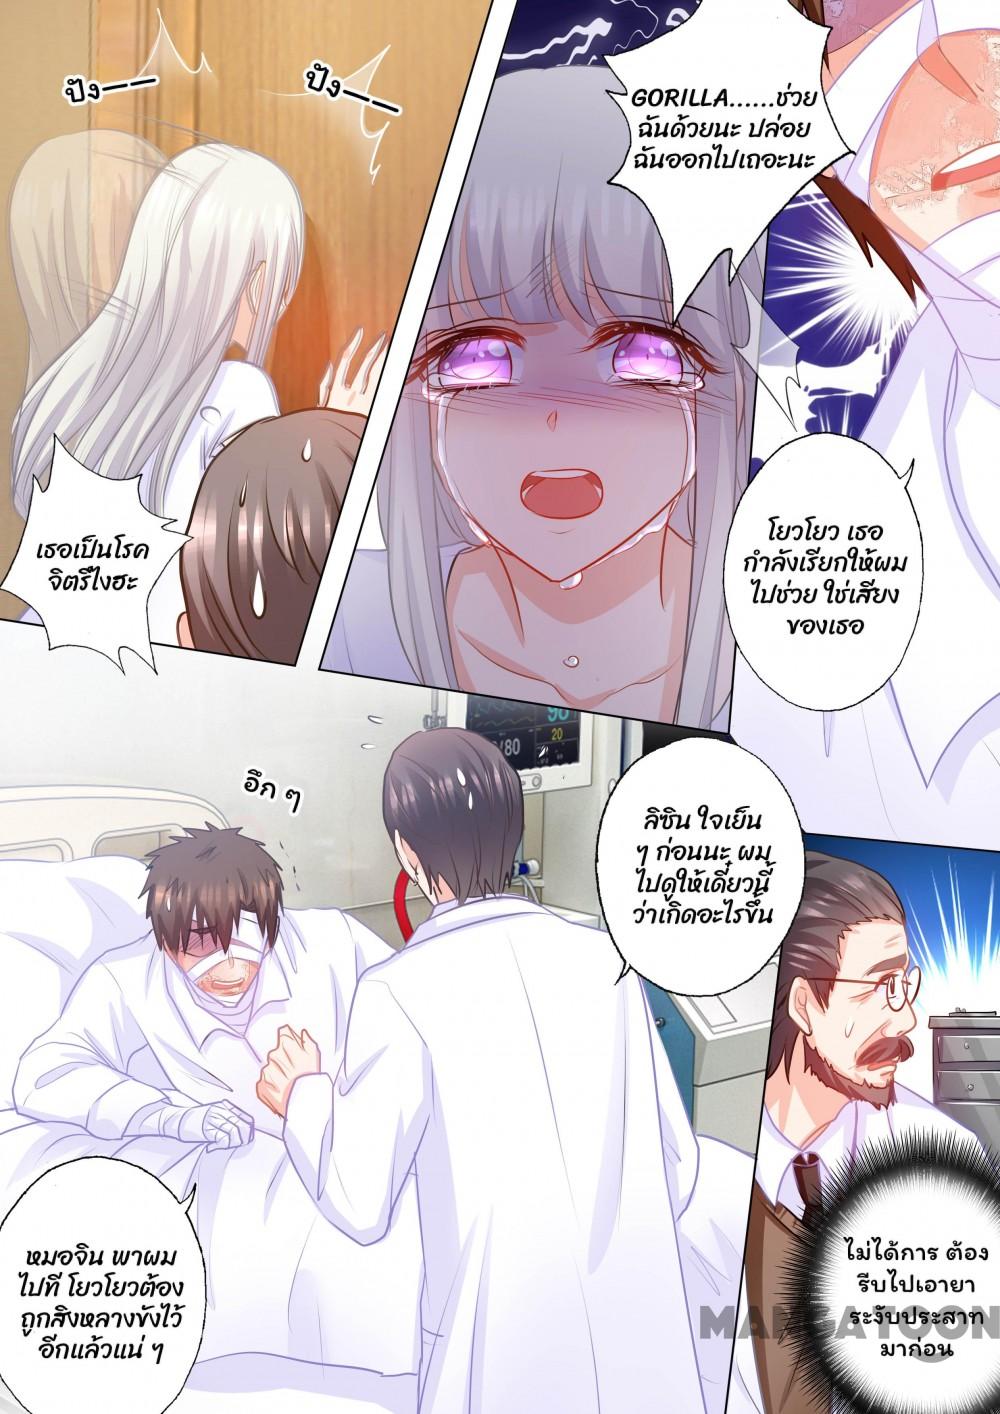 ปัง——
ปัง——
GORILLA......ช่วย
ฉันด้วยนะ ปล่อย
ฉันออกไปเถอะนะ
เธอเป็นโรค
จิตรึไงฮะ
โยวโยว เธอ
กำลังเรียกให้ผม
ไปช่วย ใช่เสียง
ของเธอ
90
20
/80
อึก ๆ
ลิซิน ใจเย็น
ๆ ก่อนนะ ผม
ไปดูให้เดี๋ยวนี้
ว่าเกิดอะไรขึ้น
หมอจิน พาผม
ไปที โยวโยวต้อง
ถูกสิงหลางขังไว้
อีกแล้วแน่ ๆ
ไม่ได้การ ต้อง
รีบไปเอายา
ระงับประสาท
มาก่อน
MANGATOON